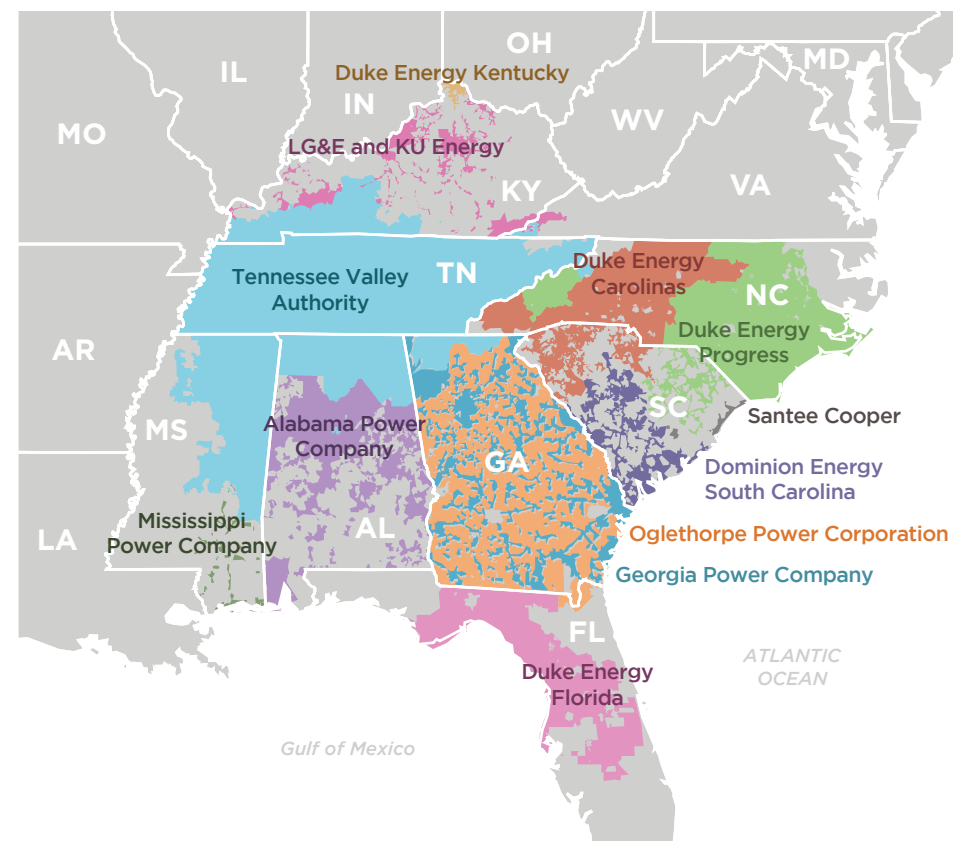 OH
MD
IL
Duke Energy Kentucky
IN
WV
MO
LG&E and KU Energy
KY
VA
Tennessee Valley
Authority
TN
Duke Energy
Carolinas
NC
Duke Energy
Progress
AR
MS
SC
Santee Cooper
Alabama Power
Company
GA
Dominion Energy
South Carolina
LA
Mississippi
Power Company
AL
Oglethorpe Power Corporation
Georgia Power Company
FL
Duke Energy
Florida
ATLANTIC
OCEAN
Gulf of Mexico